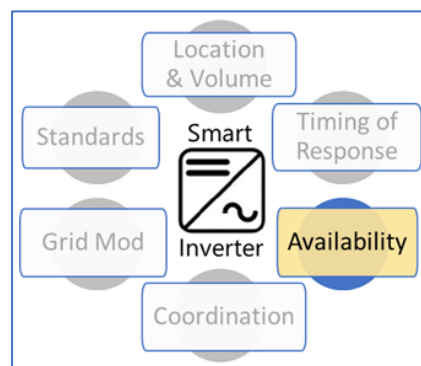 Location
& Volume
Standards
Smart
Timing of
Response
Grid Mod
Inverter
Availability
Coordination